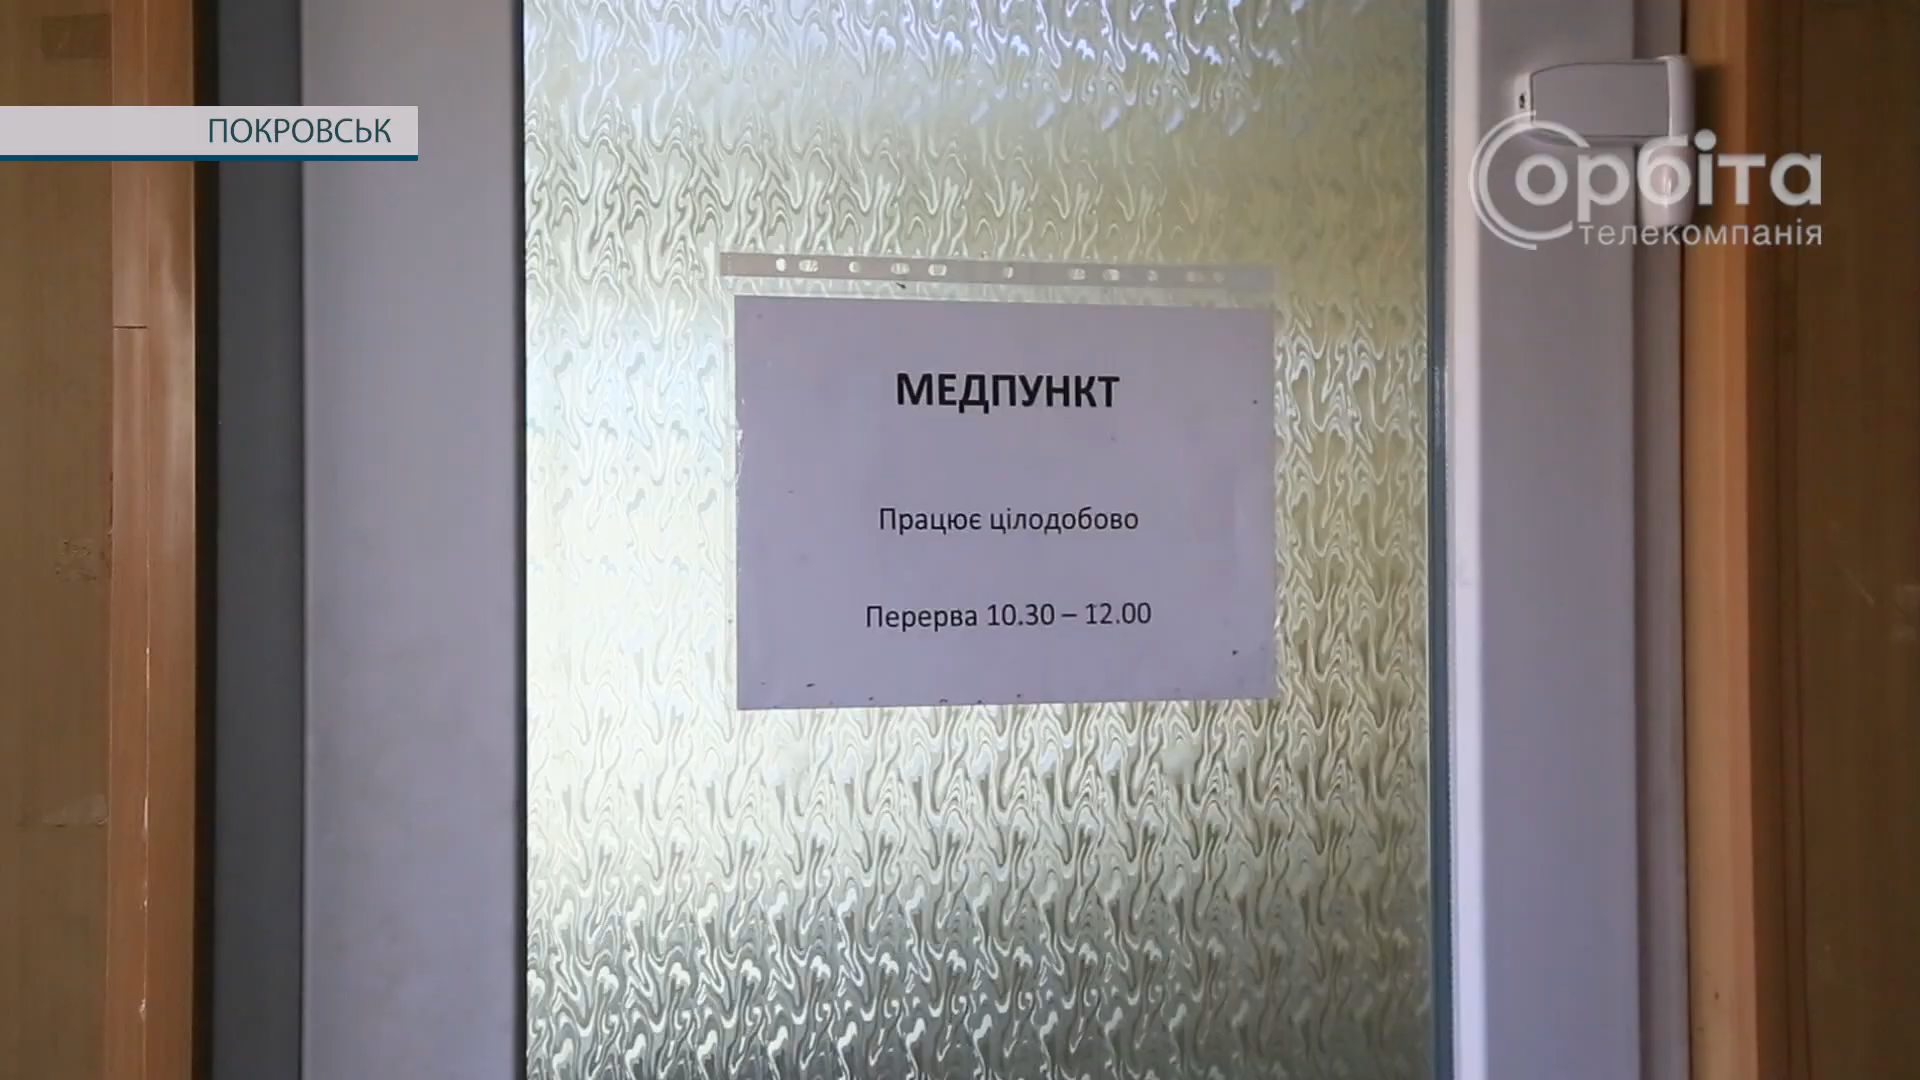 ПОКРОВСЬК
орбіта
телекомпанія
МЕДПУНКТ
Працює цілодобово
Перерва 10.30 – 12.00